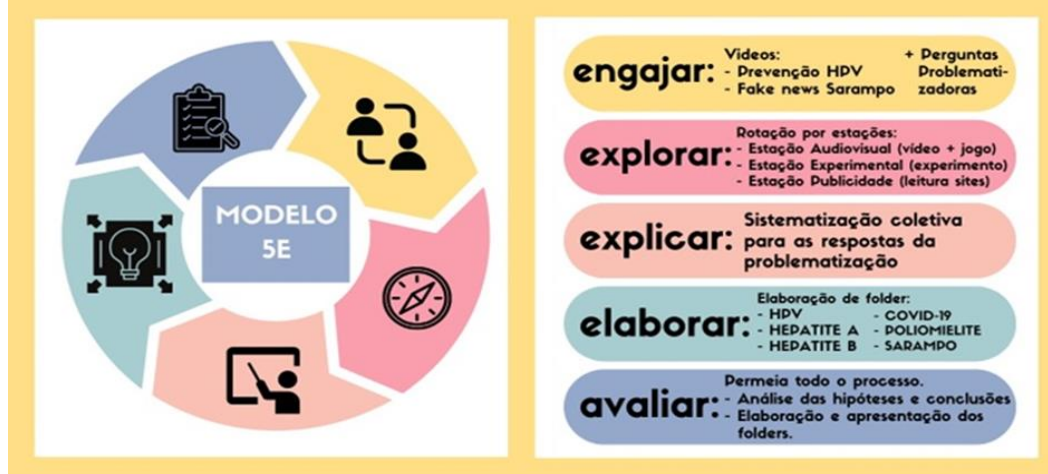 MODELO
5E
engajar:
Videos: + Perguntas
- Prevenção HPV Problemati-
- Fake news Sarampo zadoras
explorar:
Rotação por estações:
- Estação Audiovisual (vídeo + jogo)
- Estação Experimental (experimento)
- Estação Publicidade (leitura sites)
explicar:
Sistematização coletiva
para as respostas da
problematização
elaborar:
Elaboração de folder:
- HPV - COVID-19
- HEPATITE A - POLIOMIELITE
- HEPATITE B - SARAMPO
avaliar:
Permeia todo o processo.
- Análise das hipóteses e conclusões
- Elaboração e apresentação dos
folders.